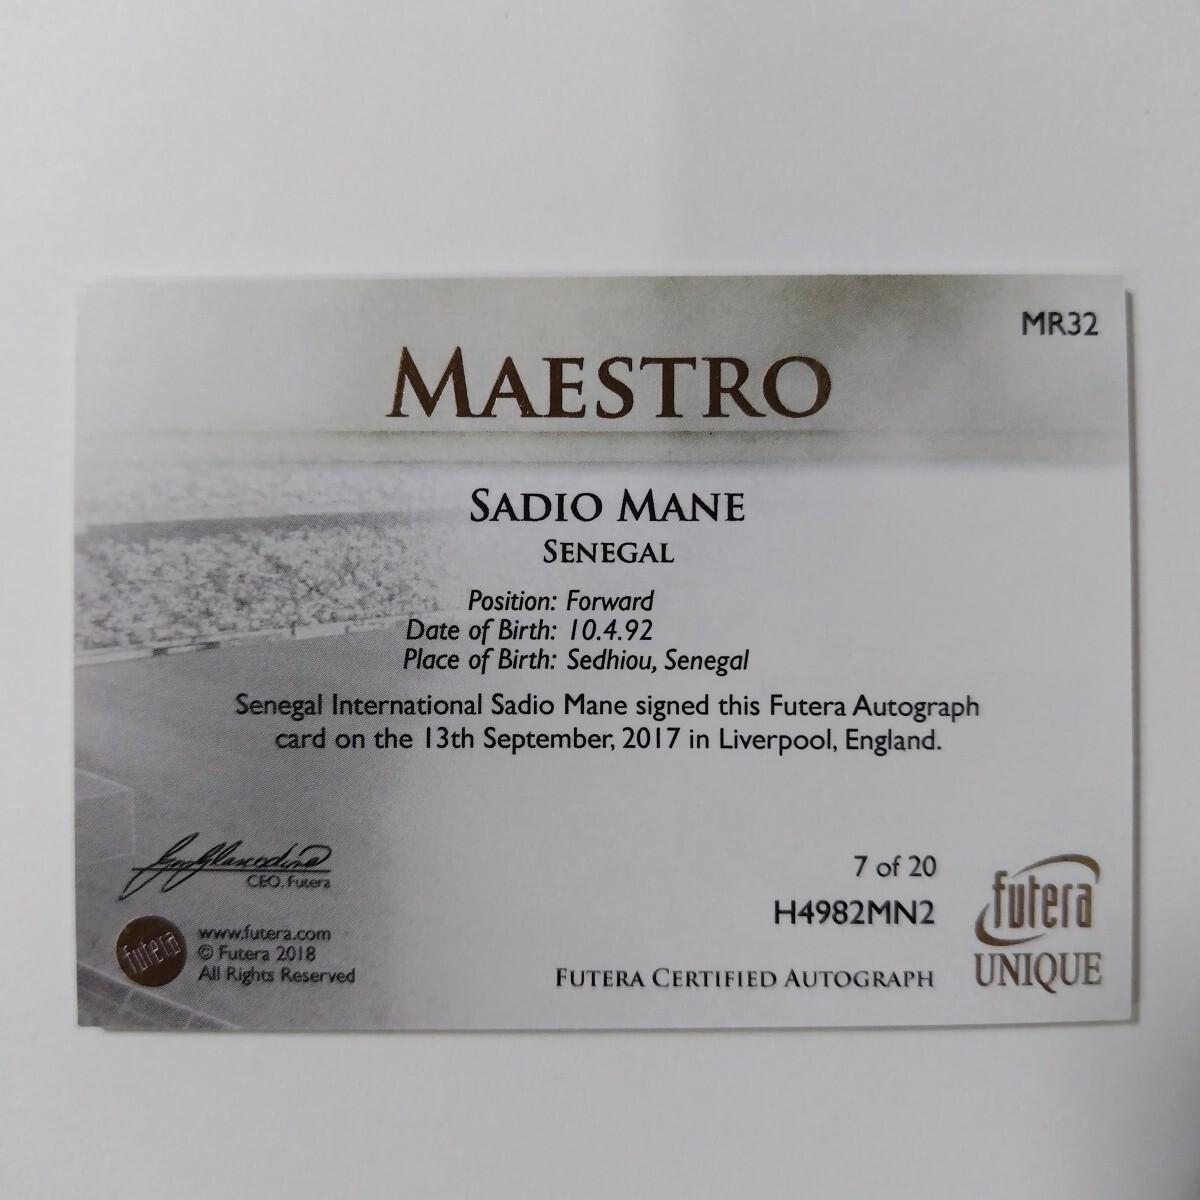 MR32
MAESTRO
SADIO MANE
SENEGAL
Position: Forward
Date of Birth: 10.4.92
Place of Birth: Sedhiou, Senegal
Senegal International Sadio Mane signed this Futera Autograph
card on the 13th September, 2017 in Liverpool, England.
CEO, Futera
futera
www.futera.com
© Futera 2018
All Rights Reserved
7 of 20
H4982MN2
FUTERA CERTIFIED AUTOGRAPH
futera
UNIQUE